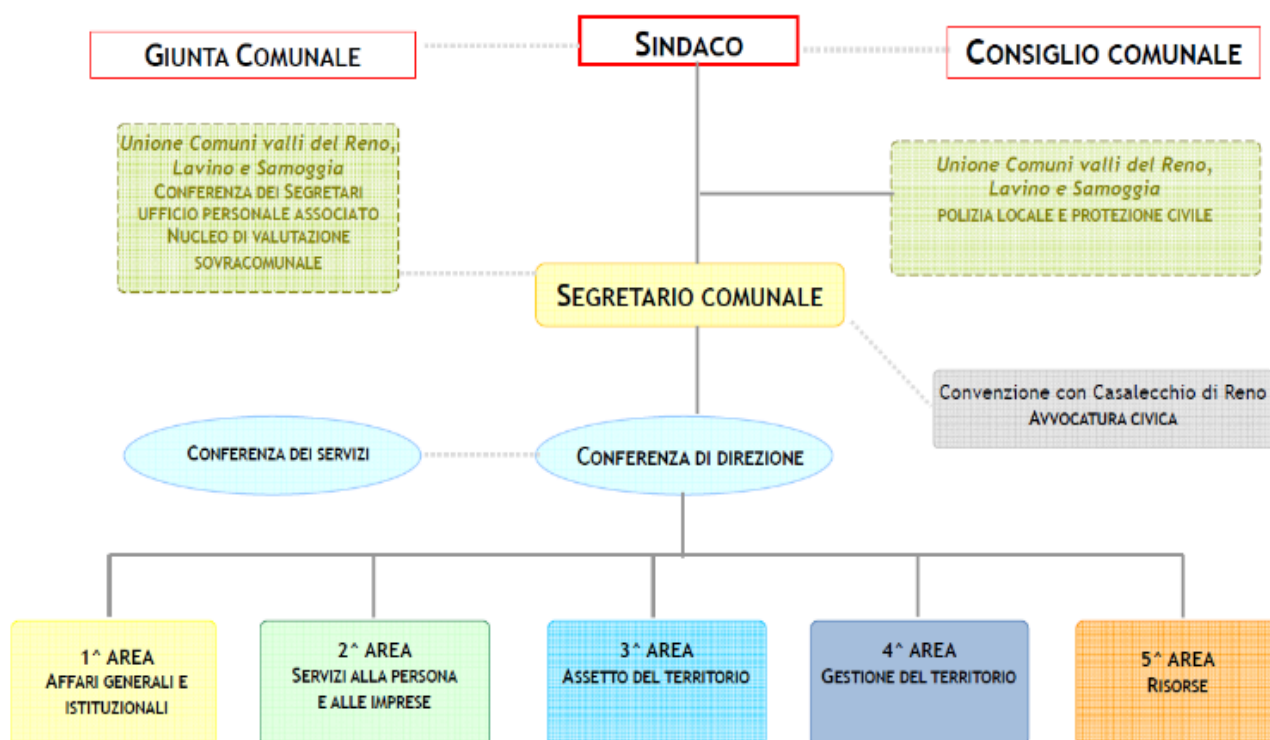 GIUNTA COMUNALE
SINDACO
CONSIGLIO COMUNALE
Unione Comuni valli del Reno,
Lavino e Samoggia
CONFERENZA DEI SEGRETARI
UFFICIO PERSONALE ASSOCIATO
NUCLEO DI VALUTAZIONE
SOVRACOMUNALE
Unione Comuni valli del Reno,
Lavino e Samoggia
POLIZIA LOCALE E PROTEZIONE CIVILE
SEGRETARIO COMUNALE
Convenzione con Casalecchio di Reno
AVVOCATURA CIVICA
CONFERENZA DEI SERVIZI
CONFERENZA DI DIREZIONE
1^ AREA
AFFARI GENERALI E
ISTITUZIONALI
2^ AREA
SERVIZI ALLA PERSONA
E ALLE IMPRESE
3^ AREA
ASSETTO DEL TERRITORIO
4^ AREA
GESTIONE DEL TERRITORIO
5^ AREA
RISORSE